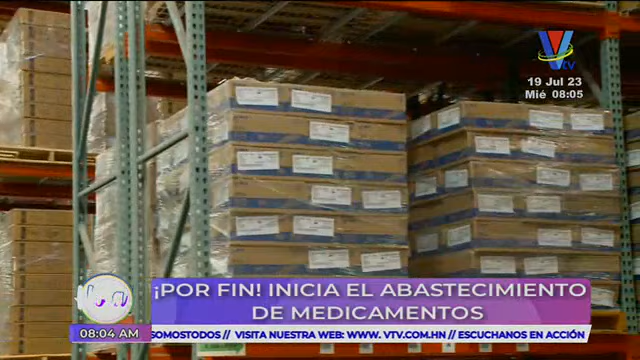 VTV
19 Jul 23
Mié 08:05
¡POR FIN! INICIA EL ABASTECIMIENTO
DE MEDICAMENTOS
08:04 AM
SOMOSTODOS // VISITA NUESTRA WEB: WWW. VTV.COM.HN // ESCUCHANOS EN ACCIÓN